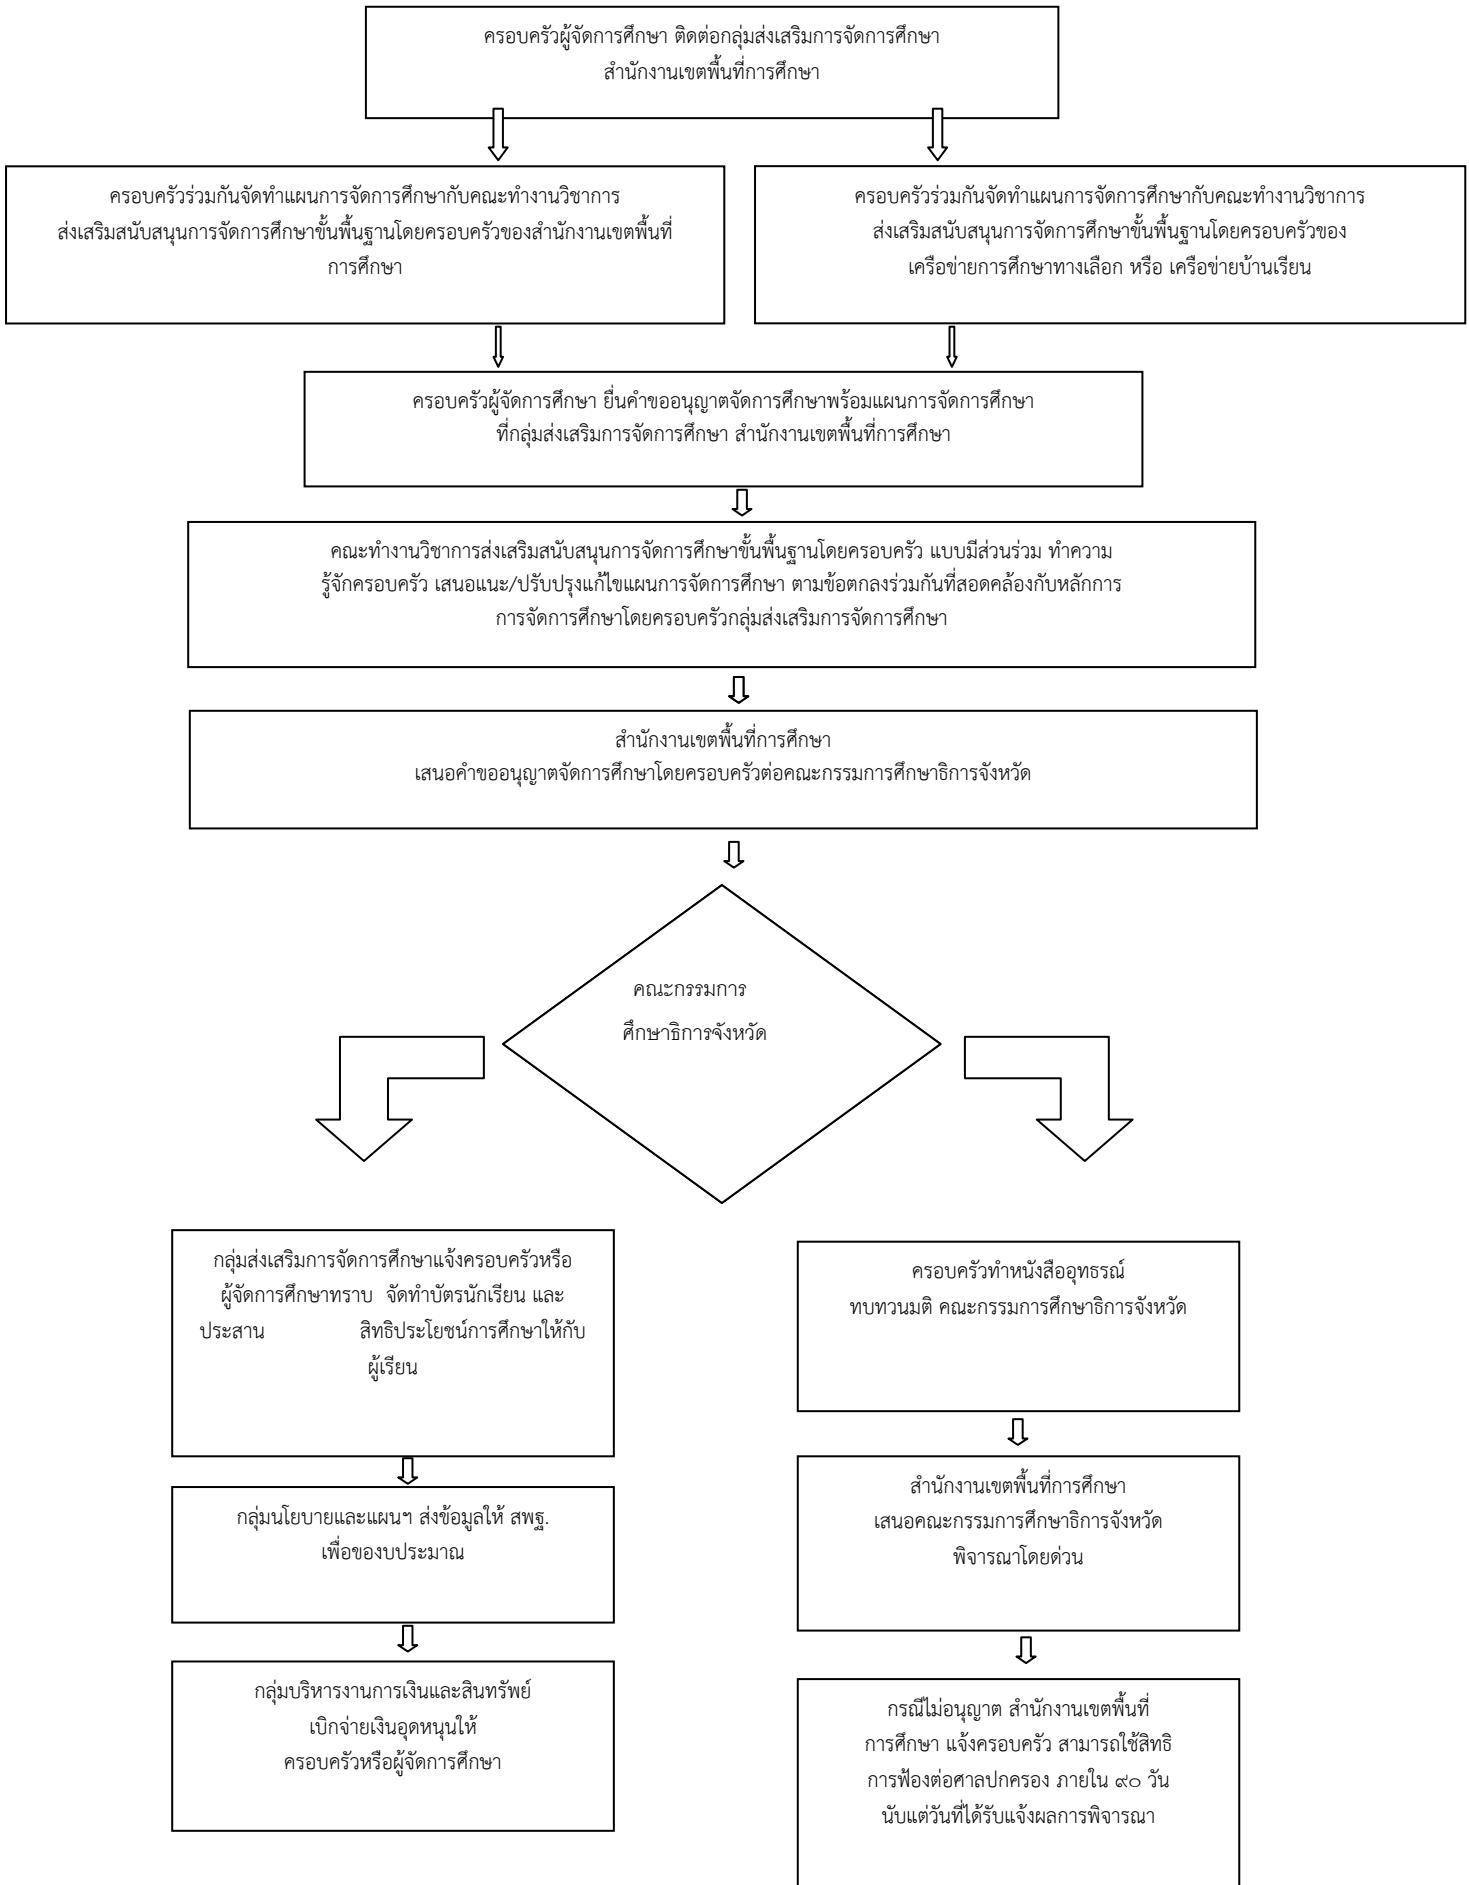 ครอบครัวผู้จัดการศึกษา ติดต่อกลุ่มส่งเสริมการจัดการศึกษา
สำนักงานเขตพื้นที่การศึกษา
ครอบครัวร่วมกันจัดทำแผนการจัดการศึกษากับคณะทำงานวิชาการ
ส่งเสริมสนับสนุนการจัดการศึกษาขั้นพื้นฐานโดยครอบครัวของสำนักงานเขตพื้นที่
การศึกษา
ครอบครัวร่วมกันจัดทำแผนการจัดการศึกษากับคณะทำงานวิชาการ
ส่งเสริมสนับสนุนการจัดการศึกษาขั้นพื้นฐานโดยครอบครัวของ
เครือข่ายการศึกษาทางเลือก หรือ เครือข่ายบ้านเรียน
ครอบครัวผู้จัดการศึกษา ยื่นคำขออนุญาตจัดการศึกษาพร้อมแผนการจัดการศึกษา
ที่กลุ่มส่งเสริมการจัดการศึกษา สำนักงานเขตพื้นที่การศึกษา
คณะทำงานวิชาการส่งเสริมสนับสนุนการจัดการศึกษาขั้นพื้นฐานโดยครอบครัว แบบมีส่วนร่วม ทำความ
รู้จักครอบครัว เสนอแนะ/ปรับปรุงแก้ไขแผนการจัดการศึกษา ตามข้อตกลงร่วมกันที่สอดคล้องกับหลักการ
การจัดการศึกษาโดยครอบครัวกลุ่มส่งเสริมการจัดการศึกษา
สำนักงานเขตพื้นที่การศึกษา
เสนอคำขออนุญาตจัดการศึกษาโดยครอบครัวต่อคณะกรรมการศึกษาธิการจังหวัด
คณะกรรมการ
ศึกษาธิการจังหวัด
กลุ่มส่งเสริมการจัดการศึกษาแจ้งครอบครัวหรือ
ผู้จัดการศึกษาทราบ จัดทำบัตรนักเรียน และ
ประสาน สิทธิประโยชน์การศึกษาให้กับ
ผู้เรียน
กลุ่มนโยบายและแผนฯ ส่งข้อมูลให้ สพฐ.
เพื่อของบประมาณ
กลุ่มบริหารงานการเงินและสินทรัพย์
เบิกจ่ายเงินอุดหนุนให้
ครอบครัวหรือผู้จัดการศึกษา
ครอบครัวทำหนังสืออุทธรณ์
ทบทวนมติ คณะกรรมการศึกษาธิการจังหวัด
สำนักงานเขตพื้นที่การศึกษา
เสนอคณะกรรมการศึกษาธิการจังหวัด
พิจารณาโดยด่วน
กรณีไม่อนุญาต สำนักงานเขตพื้นที่
การศึกษา แจ้งครอบครัว สามารถใช้สิทธิ
การฟ้องต่อศาลปกครอง ภายใน ๙๐ วัน
นับแต่วันที่ได้รับแจ้งผลการพิจารณา